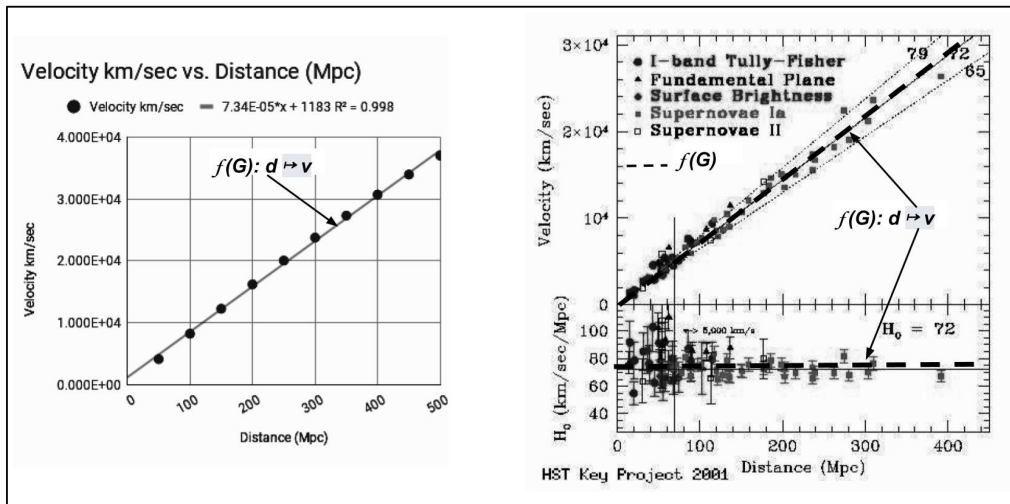 Velocity km/sec vs. Distance (Mpc)
● Velocity km/sec — 7.34E-05*x + 1183 R² = 0.998
4.000E+04
3.000E+04
2.000E+04
1.000E+04
0.000E+00
Velocity km/sec
f(G): d ↦ v
0 100 200 300 400 500
Distance (Mpc)
3×10⁴
2×10⁴
10⁴
0
Velocity (km/sec)
I-band Tully-Fisher
Fundamental Plane
Surface Brightness
Supernovae Ia
Supernovae II
f(G)
79 72
65
f(G): d ↦ v
100
80
60
40
H₀ (km/sec/Mpc)
5,000 km/s
H₀ = 72
0 100 200 300 400
Distance (Mpc)
HST Key Project 2001